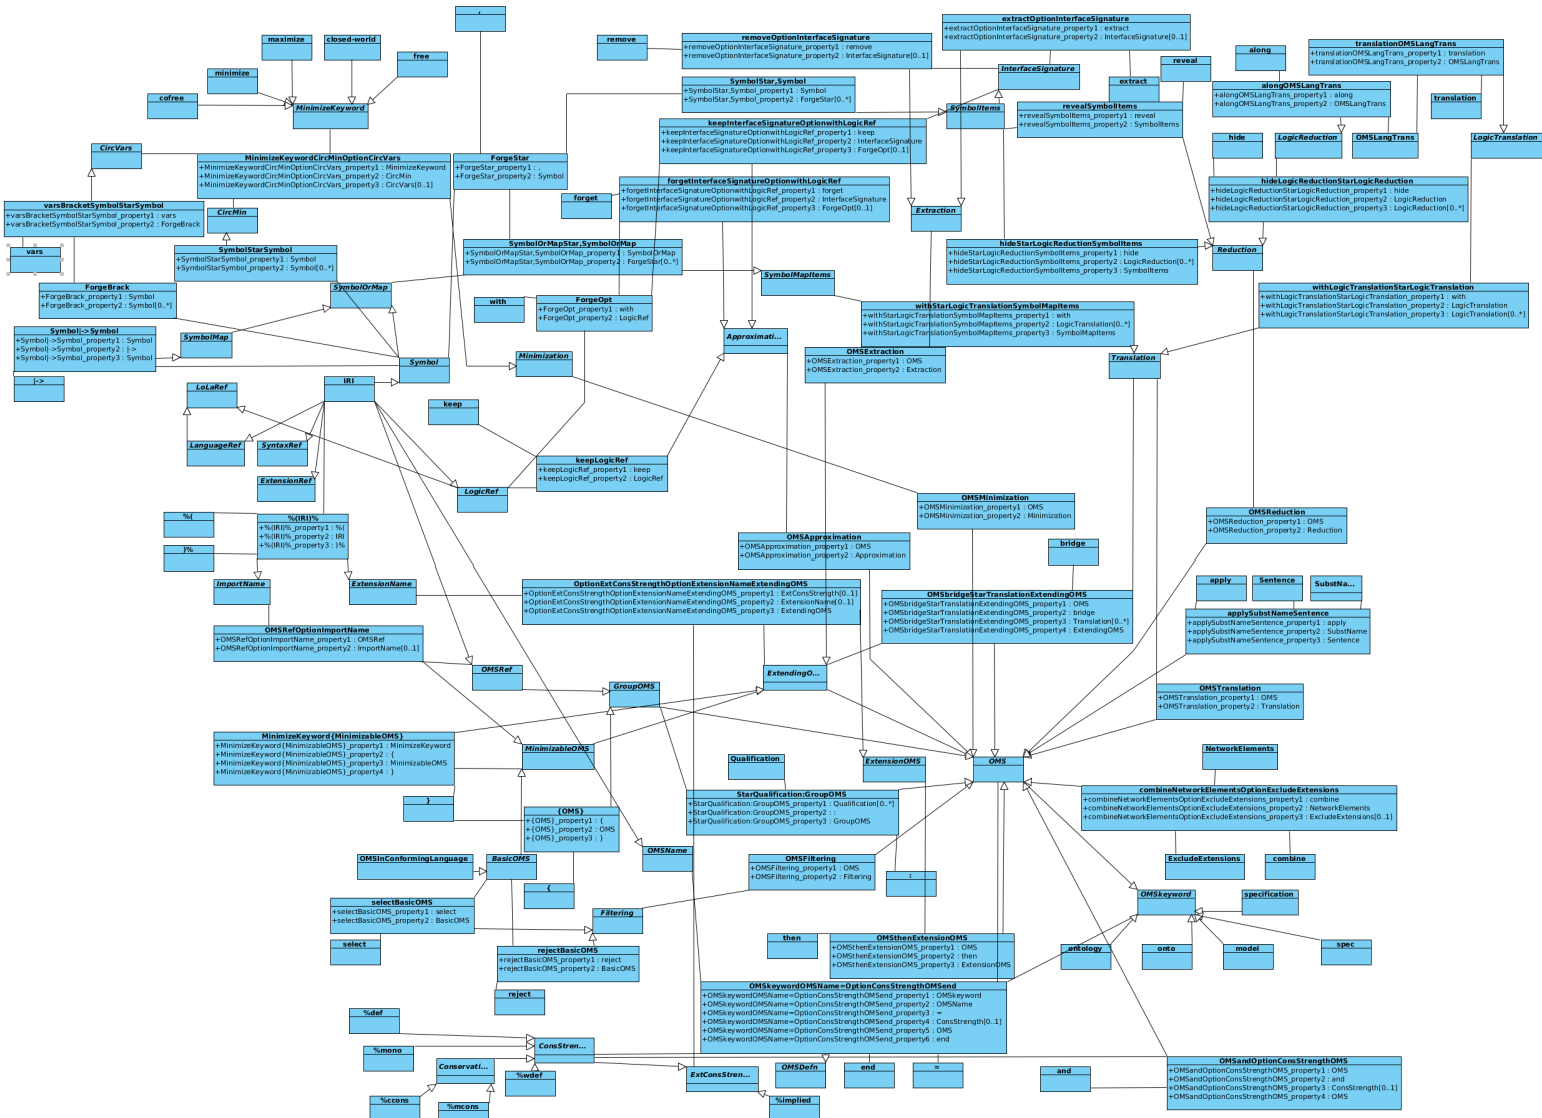 ,
extractOptionInterfaceSignature
+extractOptionInterfaceSignature_property1 : extract
+extractOptionInterfaceSignature_property2 : InterfaceSignature[0..1]
maximize
closed-world
free
minimize
cofree
MinimizeKeyword
remove
removeOptionInterfaceSignature
+removeOptionInterfaceSignature_property1 : remove
+removeOptionInterfaceSignature_property2 : InterfaceSignature[0..1]
InterfaceSignature
extract
reveal
along
translationOMSLangTrans
+translationOMSLangTrans_property1 : translation
+translationOMSLangTrans_property2 : OMSLangTrans
SymbolStar,Symbol
+SymbolStar,Symbol_property1 : Symbol
+SymbolStar,Symbol_property2 : ForgeStar[0..*]
SymbolItems
revealSymbolItems
+revealSymbolItems_property1 : reveal
+revealSymbolItems_property2 : SymbolItems
alongOMSLangTrans
+alongOMSLangTrans_property1 : along
+alongOMSLangTrans_property2 : OMSLangTrans
translation
keepInterfaceSignatureOptionwithLogicRef
+keepInterfaceSignatureOptionwithLogicRef_property1 : keep
+keepInterfaceSignatureOptionwithLogicRef_property2 : InterfaceSignature
+keepInterfaceSignatureOptionwithLogicRef_property3 : ForgeOpt[0..1]
hide
LogicReduction
OMSLangTrans
LogicTranslation
CircVars
MinimizeKeywordCircMinOptionCircVars
+MinimizeKeywordCircMinOptionCircVars_property1 : MinimizeKeyword
+MinimizeKeywordCircMinOptionCircVars_property2 : CircMin
+MinimizeKeywordCircMinOptionCircVars_property3 : CircVars[0..1]
ForgeStar
+ForgeStar_property1 : ,
+ForgeStar_property2 : Symbol
forget
forgetInterfaceSignatureOptionwithLogicRef
+forgetInterfaceSignatureOptionwithLogicRef_property1 : forget
+forgetInterfaceSignatureOptionwithLogicRef_property2 : InterfaceSignature
+forgetInterfaceSignatureOptionwithLogicRef_property3 : ForgeOpt[0..1]
hideLogicReductionStarLogicReduction
+hideLogicReductionStarLogicReduction_property1 : hide
+hideLogicReductionStarLogicReduction_property2 : LogicReduction
+hideLogicReductionStarLogicReduction_property3 : LogicReduction[0..*]
varsBracketSymbolStarSymbol
+varsBracketSymbolStarSymbol_property1 : vars
+varsBracketSymbolStarSymbol_property2 : ForgeBrack
CircMin
Extraction
vars
SymbolStarSymbol
+SymbolStarSymbol_property1 : Symbol
+SymbolStarSymbol_property2 : Symbol[0..*]
SymbolOrMapStar,SymbolOrMap
+SymbolOrMapStar,SymbolOrMap_property1 : SymbolOrMap
+SymbolOrMapStar,SymbolOrMap_property2 : ForgeStar[0..*]
hideStarLogicReductionSymbolItems
+hideStarLogicReductionSymbolItems_property1 : hide
+hideStarLogicReductionSymbolItems_property2 : LogicReduction[0..*]
+hideStarLogicReductionSymbolItems_property3 : SymbolItems
Reduction
ForgeBrack
+ForgeBrack_property1 : Symbol
+ForgeBrack_property2 : Symbol[0..*]
SymbolOrMap
SymbolMapItems
with
ForgeOpt
+ForgeOpt_property1 : with
+ForgeOpt_property2 : LogicRef
withStarLogicTranslationSymbolMapItems
+withStarLogicTranslationSymbolMapItems_property1 : with
+withStarLogicTranslationSymbolMapItems_property2 : LogicTranslation[0..*]
+withStarLogicTranslationSymbolMapItems_property3 : SymbolMapItems
withLogicTranslationStarLogicTranslation
+withLogicTranslationStarLogicTranslation_property1 : with
+withLogicTranslationStarLogicTranslation_property2 : LogicTranslation
+withLogicTranslationStarLogicTranslation_property3 : LogicTranslation[0..*]
Symbol|->Symbol
+Symbol|->Symbol_property1 : Symbol
+Symbol|->Symbol_property2 : |->
+Symbol|->Symbol_property3 : Symbol
SymbolMap
Approximati...
Symbol
Minimization
OMSExtraction
+OMSExtraction_property1 : OMS
+OMSExtraction_property2 : Extraction
Translation
|->
LoLaRef
IRI
keep
LanguageRef
SyntaxRef
keepLogicRef
+keepLogicRef_property1 : keep
+keepLogicRef_property2 : LogicRef
ExtensionRef
LogicRef
OMSMinimization
+OMSMinimization_property1 : OMS
+OMSMinimization_property2 : Minimization
%(
%(IRI)%
+%(IRI)%_property1 : %(
+%(IRI)%_property2 : IRI
+%(IRI)%_property3 : )%
)%
OMSReduction
+OMSReduction_property1 : OMS
+OMSReduction_property2 : Reduction
OMSApproximation
+OMSApproximation_property1 : OMS
+OMSApproximation_property2 : Approximation
bridge
ImportName
ExtensionName
OptionExtConsStrengthOptionExtensionNameExtendingOMS
+OptionExtConsStrengthOptionExtensionNameExtendingOMS_property1 : ExtConsStrength[0..1]
+OptionExtConsStrengthOptionExtensionNameExtendingOMS_property2 : ExtensionName[0..1]
+OptionExtConsStrengthOptionExtensionNameExtendingOMS_property3 : ExtendingOMS
OMSbridgeStarTranslationExtendingOMS
+OMSbridgeStarTranslationExtendingOMS_property1 : OMS
+OMSbridgeStarTranslationExtendingOMS_property2 : bridge
+OMSbridgeStarTranslationExtendingOMS_property3 : Translation[0..*]
+OMSbridgeStarTranslationExtendingOMS_property4 : ExtendingOMS
apply
Sentence
SubstNa...
applySubstNameSentence
+applySubstNameSentence_property1 : apply
+applySubstNameSentence_property2 : SubstName
+applySubstNameSentence_property3 : Sentence
OMSRefOptionImportName
+OMSRefOptionImportName_property1 : OMSRef
+OMSRefOptionImportName_property2 : ImportName[0..1]
OMSRef
GroupOMS
ExtendingO...
OMSTranslation
+OMSTranslation_property1 : OMS
+OMSTranslation_property2 : Translation
MinimizeKeyword{MinimizableOMS}
+MinimizeKeyword{MinimizableOMS}_property1 : MinimizeKeyword
+MinimizeKeyword{MinimizableOMS}_property2 : {
+MinimizeKeyword{MinimizableOMS}_property3 : MinimizableOMS
+MinimizeKeyword{MinimizableOMS}_property4 : }
MinimizableOMS
Qualification
ExtensionOMS
OMS
NetworkElements
}
{OMS}
+{OMS}_property1 : {
+{OMS}_property2 : OMS
+{OMS}_property3 : }
StarQualification:GroupOMS
+StarQualification:GroupOMS_property1 : Qualification[0..*]
+StarQualification:GroupOMS_property2 : :
+StarQualification:GroupOMS_property3 : GroupOMS
combineNetworkElementsOptionExcludeExtensions
+combineNetworkElementsOptionExcludeExtensions_property1 : combine
+combineNetworkElementsOptionExcludeExtensions_property2 : NetworkElements
+combineNetworkElementsOptionExcludeExtensions_property3 : ExcludeExtensions[0..1]
OMSInConformingLanguage
BasicOMS
OMSName
OMSFiltering
+OMSFiltering_property1 : OMS
+OMSFiltering_property2 : Filtering
:
ExcludeExtensions
combine
{
selectBasicOMS
+selectBasicOMS_property1 : select
+selectBasicOMS_property2 : BasicOMS
Filtering
OMSkeyword
specification
select
rejectBasicOMS
+rejectBasicOMS_property1 : reject
+rejectBasicOMS_property2 : BasicOMS
then
OMSthenExtensionOMS
+OMSthenExtensionOMS_property1 : OMS
+OMSthenExtensionOMS_property2 : then
+OMSthenExtensionOMS_property3 : ExtensionOMS
ontology
onto
model
spec
reject
OMSkeywordOMSName=OptionConsStrengthOMSend
+OMSkeywordOMSName=OptionConsStrengthOMSend_property1 : OMSkeyword
+OMSkeywordOMSName=OptionConsStrengthOMSend_property2 : OMSName
+OMSkeywordOMSName=OptionConsStrengthOMSend_property3 : =
+OMSkeywordOMSName=OptionConsStrengthOMSend_property4 : ConsStrength[0..1]
+OMSkeywordOMSName=OptionConsStrengthOMSend_property5 : OMS
+OMSkeywordOMSName=OptionConsStrengthOMSend_property6 : end
%def
%mono
ConsStren...
Conservati...
%wdef
ExtConsStren...
OMSDefn
end
=
and
OMSandOptionConsStrengthOMS
+OMSandOptionConsStrengthOMS_property1 : OMS
+OMSandOptionConsStrengthOMS_property2 : and
+OMSandOptionConsStrengthOMS_property3 : ConsStrength[0..1]
+OMSandOptionConsStrengthOMS_property4 : OMS
%ccons
%mcons
%implied